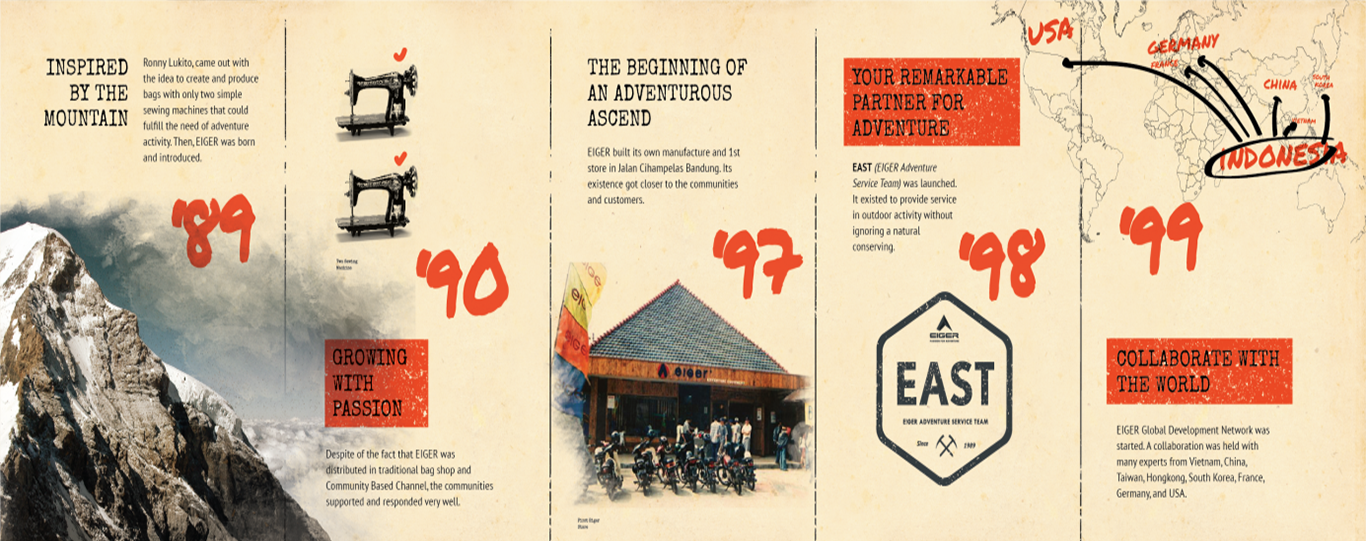 INSPIRED
BY THE
MOUNTAIN
Ronny Lukito, came out with
the idea to create and produce
bags with only two simple
sewing machines that could
fulfill the need of adventure
activity. Then, EIGER was born
and introduced.
'89
Two Sewing
Machine
'90
GROWING
WITH
PASSION
Despite of the fact that EIGER was
distributed in traditional bag shop and
Community Based Channel, the communities
supported and responded very well.
THE BEGINNING OF
AN ADVENTUROUS
ASCEND
EIGER built its own manufacture and 1st
store in Jalan Cihampelas Bandung. Its
existence got closer to the communities
and customers.
'97
eiger
First Eiger
Store
YOUR REMARKABLE
PARTNER FOR
ADVENTURE
EAST (EIGER Adventure
Service Team) was launched.
It existed to provide service
in outdoor activity without
ignoring a natural
conserving.
'98
EIGER
EAST
EIGER ADVENTURE SERVICE TEAM
Since 1989
USA
GERMANY
FRANCE
CHINA
SOUTH
KOREA
VIETNAM
INDONESIA
'99
COLLABORATE WITH
THE WORLD
EIGER Global Development Network was
started. A collaboration was held with
many experts from Vietnam, China,
Taiwan, Hongkong, South Korea, France,
Germany, and USA.